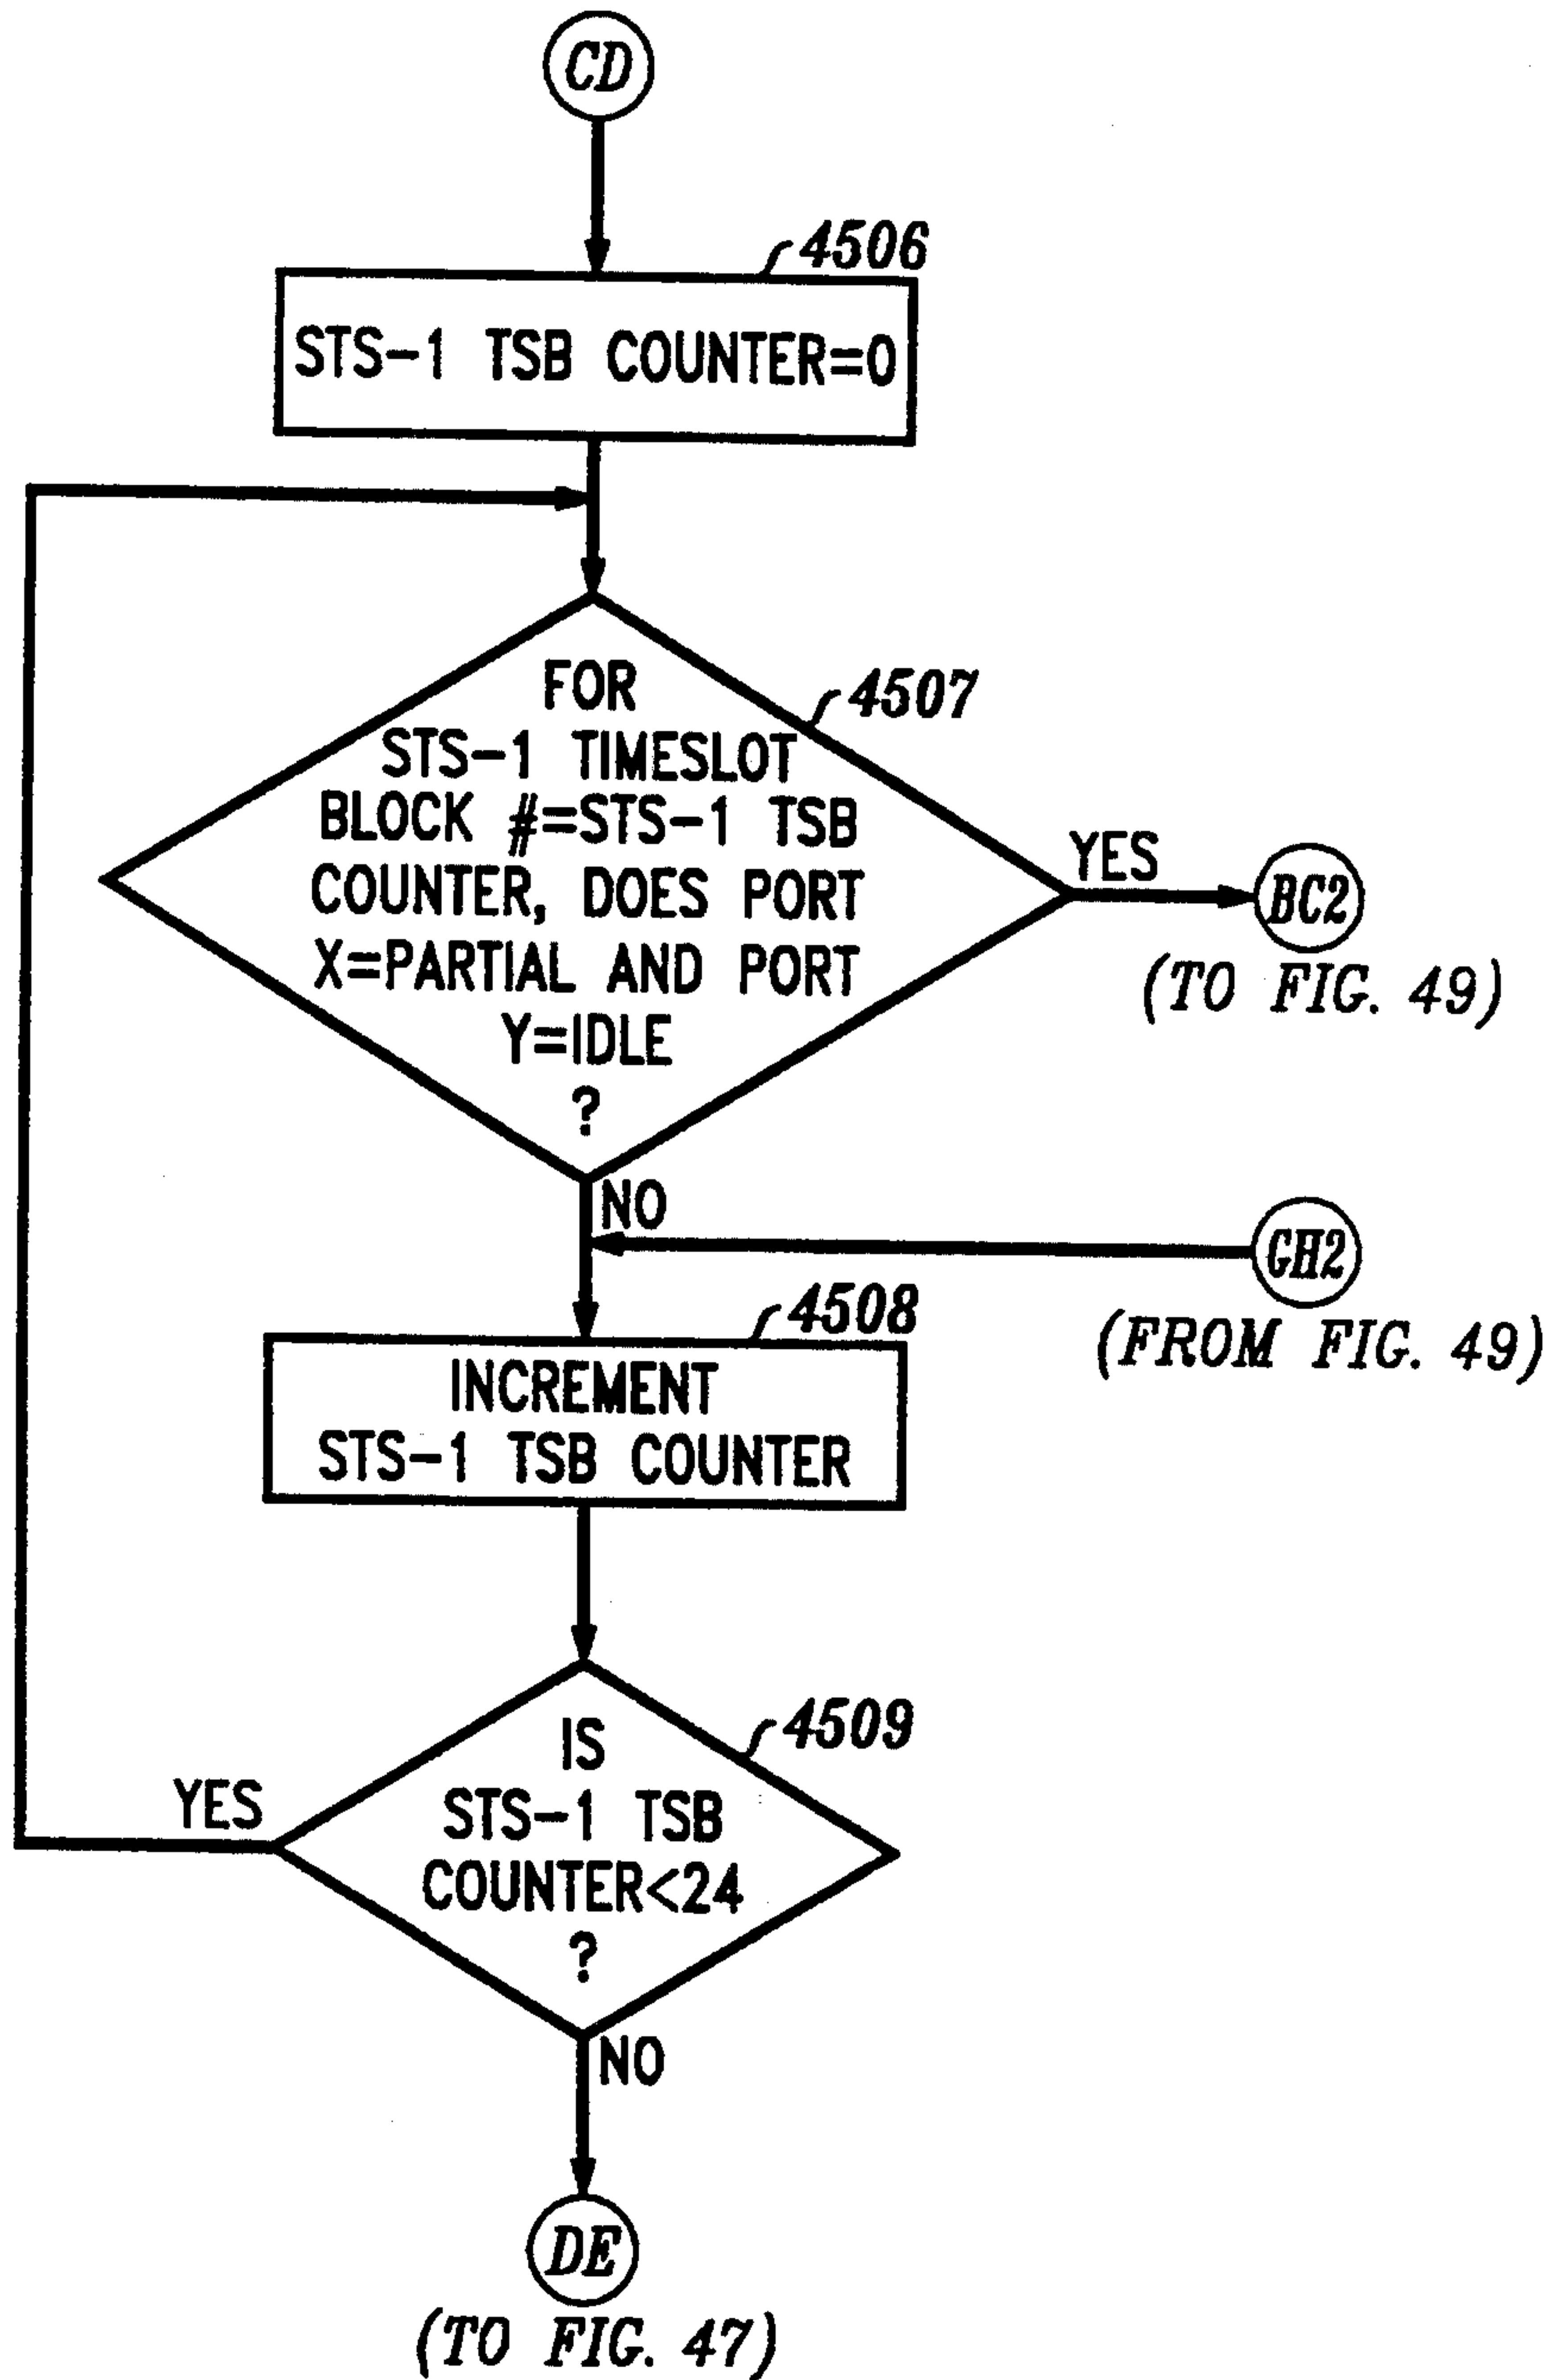 CD
4506
STS-1 TSB COUNTER=0
FOR
4507
STS-1 TIMESLOT
BLOCK #=STS-1 TSB
COUNTER, DOES PORT
YES
BC2
X=PARTIAL AND PORT
(TO FIG. 49)
Y=IDLE
?
NO
GH2
4508
(FROM FIG. 49)
INCREMENT
STS-1 TSB COUNTER
4509
IS
YES
STS-1 TSB
COUNTER<24
?
NO
DE
(TO FIG. 47)